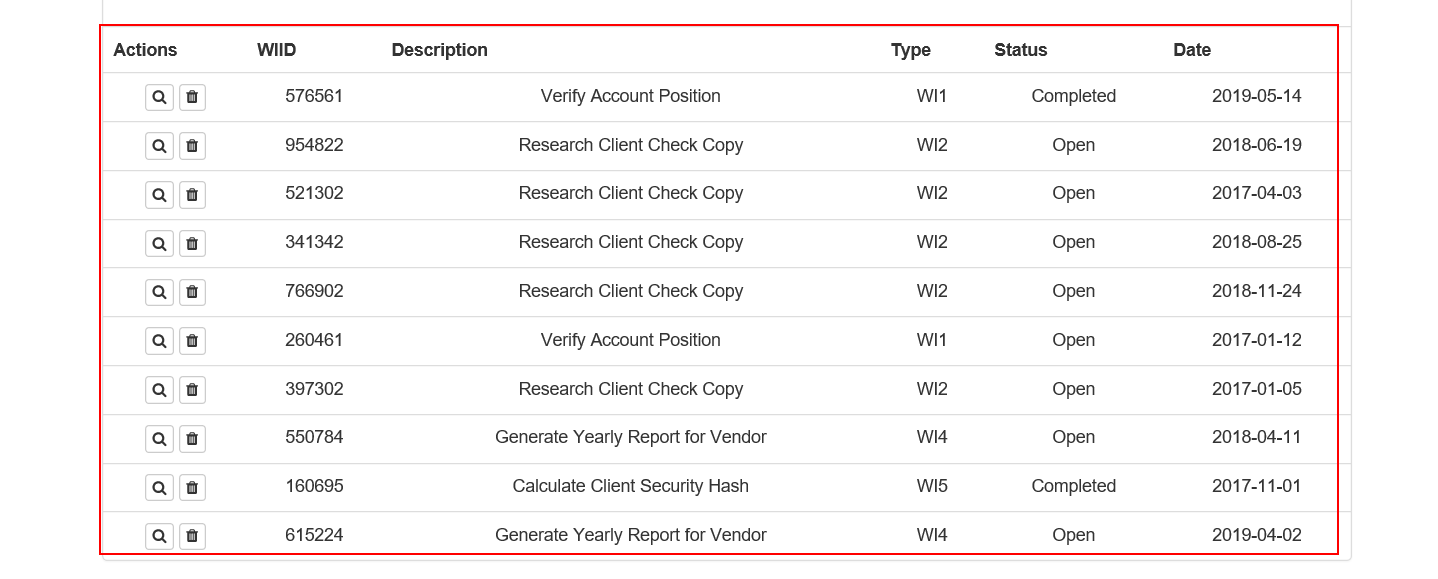 Actions WIID Description Type Status Date
576561 Verify Account Position WI1 Completed 2019-05-14
954822 Research Client Check Copy WI2 Open 2018-06-19
521302 Research Client Check Copy WI2 Open 2017-04-03
341342 Research Client Check Copy WI2 Open 2018-08-25
766902 Research Client Check Copy WI2 Open 2018-11-24
260461 Verify Account Position WI1 Open 2017-01-12
397302 Research Client Check Copy WI2 Open 2017-01-05
550784 Generate Yearly Report for Vendor WI4 Open 2018-04-11
160695 Calculate Client Security Hash WI5 Completed 2017-11-01
615224 Generate Yearly Report for Vendor WI4 Open 2019-04-02